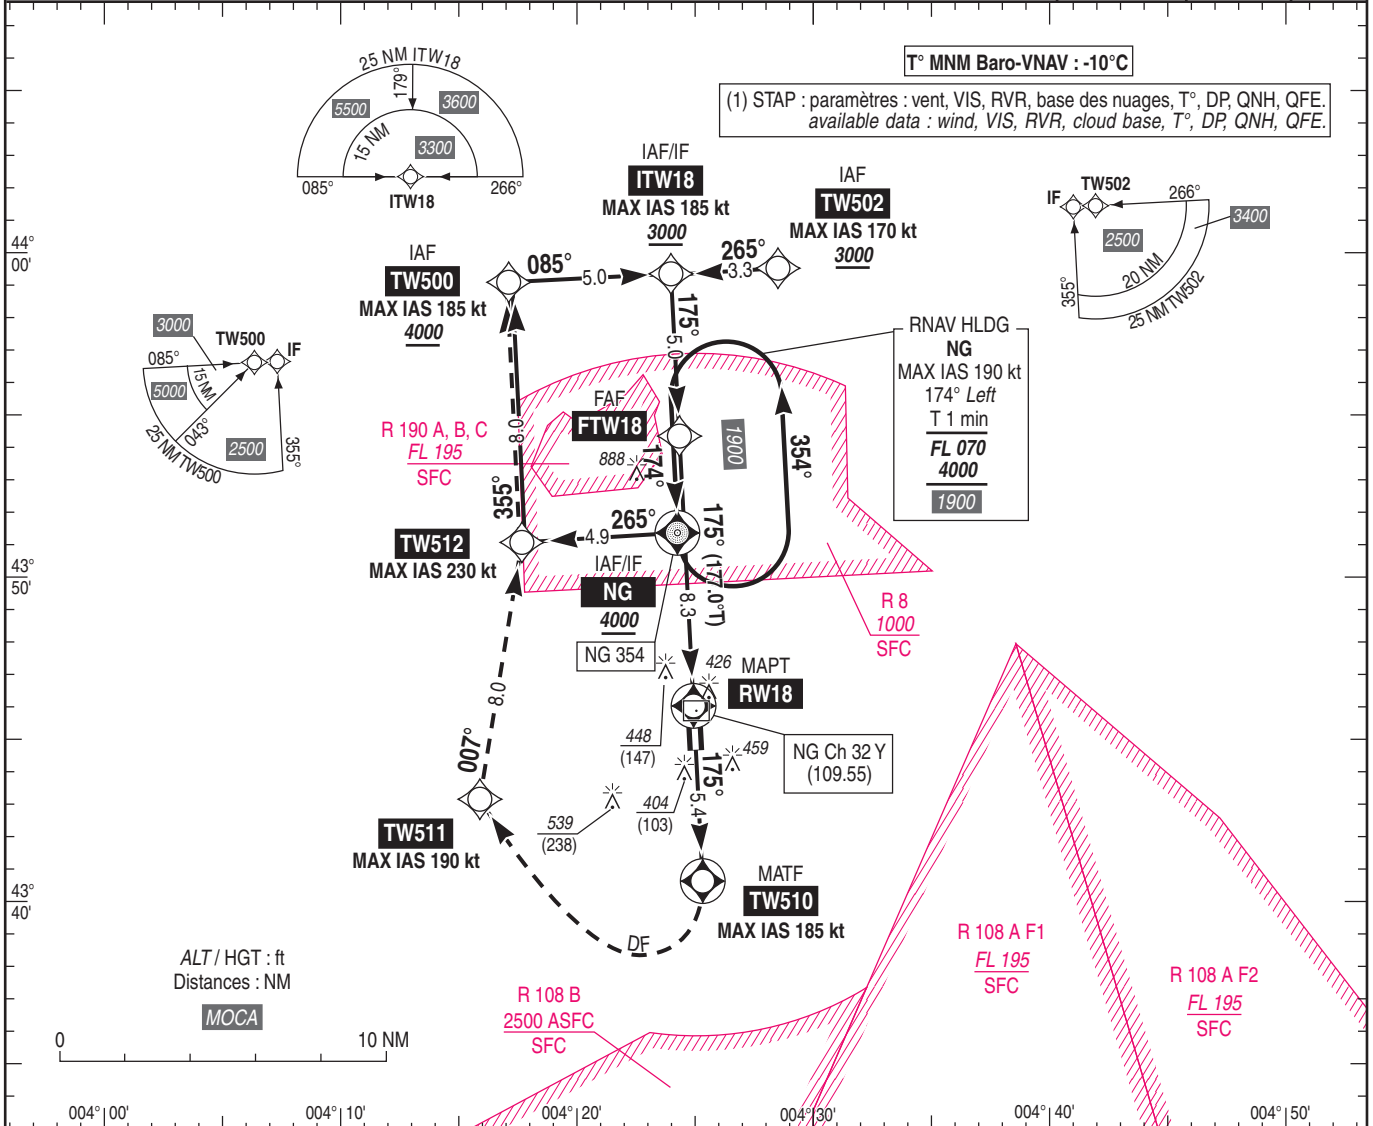 T° MNM Baro-VNAV : -10°C
(1) STAP : paramètres : vent, VIS, RVR, base des nuages, T°, DP, QNH, QFE.
available data : wind, VIS, RVR, cloud base, T°, DP, QNH, QFE.
25 NM ITW18
179°
5500
3600
15 NM
3300
085°
266°
ITW18
IAF/IF
ITW18
MAX IAS 185 kt
3000
IAF
TW502
MAX IAS 170 kt
3000
IF
TW502
266°
3400
2500
20 NM
25 NM TW502
355°
44°
00'
IAF
TW500
MAX IAS 185 kt
4000
085°
5.0
265°
3.3
175°
5.0
3000
TW500
IF
085°
15 NM
5000
043°
2500
355°
25 NM TW500
RNAV HLDG
NG
MAX IAS 190 kt
174° Left
T 1 min
FL 070
4000
1900
R 190 A, B, C
FL 195
SFC
FAF
FTW18
888
174°
1900
354°
8.0
355°
TW512
MAX IAS 230 kt
265°
4.9
175° (177.0°T)
8.3
IAF/IF
NG
4000
NG 354
43°
50'
R 8
1000
SFC
426
MAPT
RW18
448
(147)
459
NG Ch 32 Y
(109.55)
175°
5.4
404
(103)
539
(238)
007°
8.0
TW511
MAX IAS 190 kt
MATF
TW510
MAX IAS 185 kt
DF
43°
40'
ALT / HGT : ft
Distances : NM
MOCA
0
10 NM
R 108 B
2500 ASFC
SFC
R 108 A F1
FL 195
SFC
R 108 A F2
FL 195
SFC
004° 00'
004° 10'
004° 20'
004° 30'
004° 40'
004° 50'